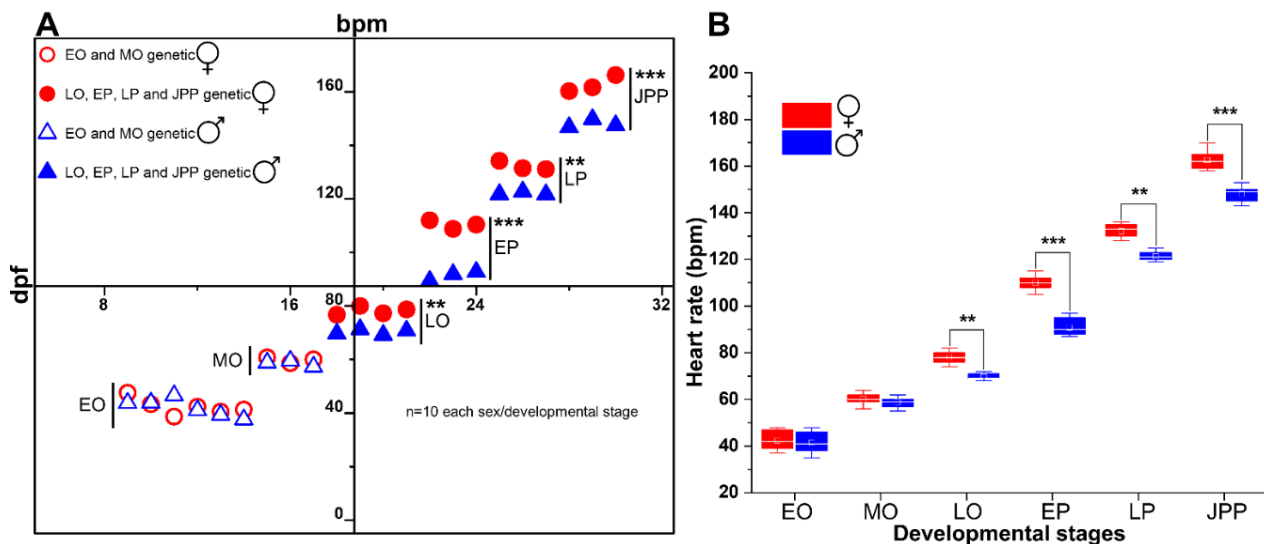 A
bpm
EO and MO genetic ♀
LO, EP, LP and JPP genetic ♀
EO and MO genetic ♂
LO, EP, LP and JPP genetic ♂
160
120
80
40
0
dpf
8
16
24
32
***
JPP
**
LP
***
EP
**
LO
MO
EO
n=10 each sex/developmental stage
B
Heart rate (bpm)
200
180
160
140
120
100
80
60
40
20
♀
♂
**
***
**
***
EO
MO
LO
EP
LP
JPP
Developmental stages